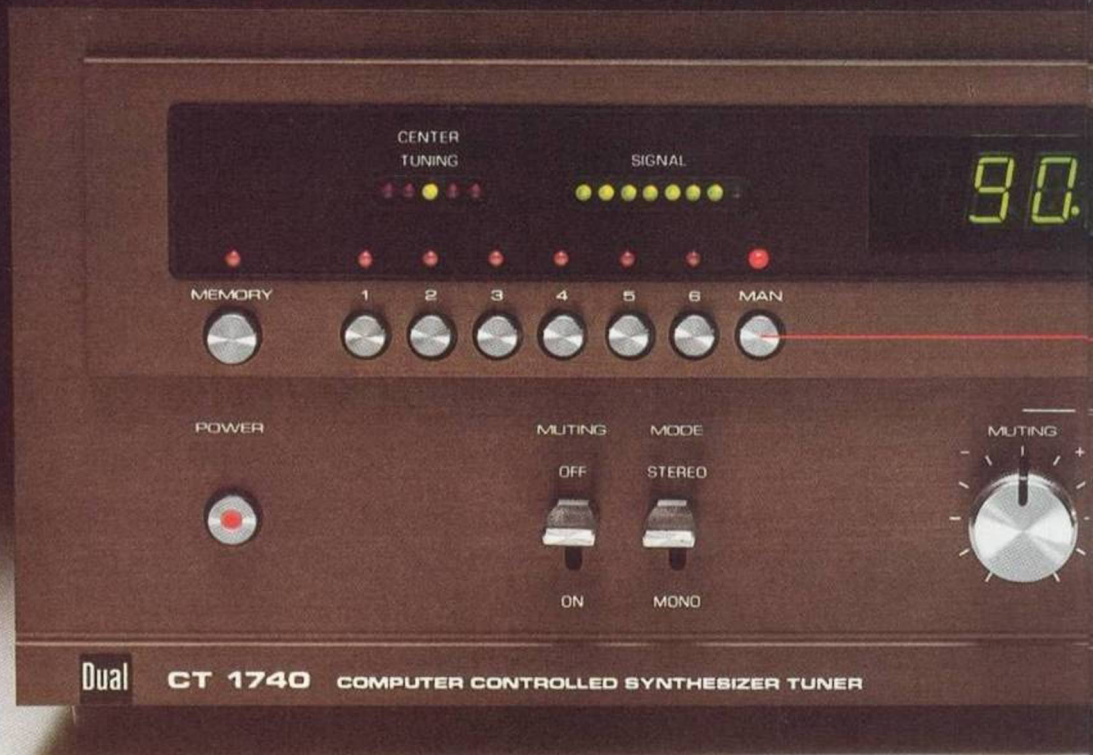 CENTER
TUNING
SIGNAL
90.
MEMORY
1 2 3 4 5 6 MAN
POWER
MUTING MODE
MUTING
OFF STEREO
- +
ON MONO
Dual CT 1740 COMPUTER CONTROLLED SYNTHESIZER TUNER